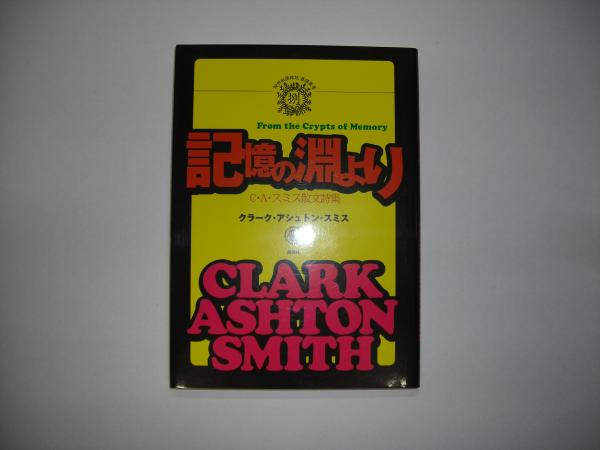 From the Crypts of Memory
記憶の淵より
C・A・スミス散文詩集
クラーク・アシュトン・スミス
CLARK
ASHTON
SMITH